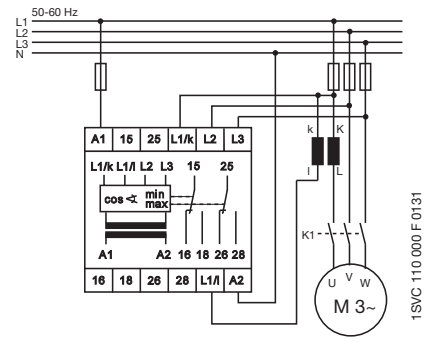 50-60 Hz
L1
L2
L3
N
A1 15 25 L1/k L2 L3
k K
L1/k L1/l L2 L3 15 25
l L
cos ∢ min
max
A1 A2 16 18 26 28
K1
16 18 26 28 L1/l A2
U V W
M 3~
1SVC 110 000 F 0131